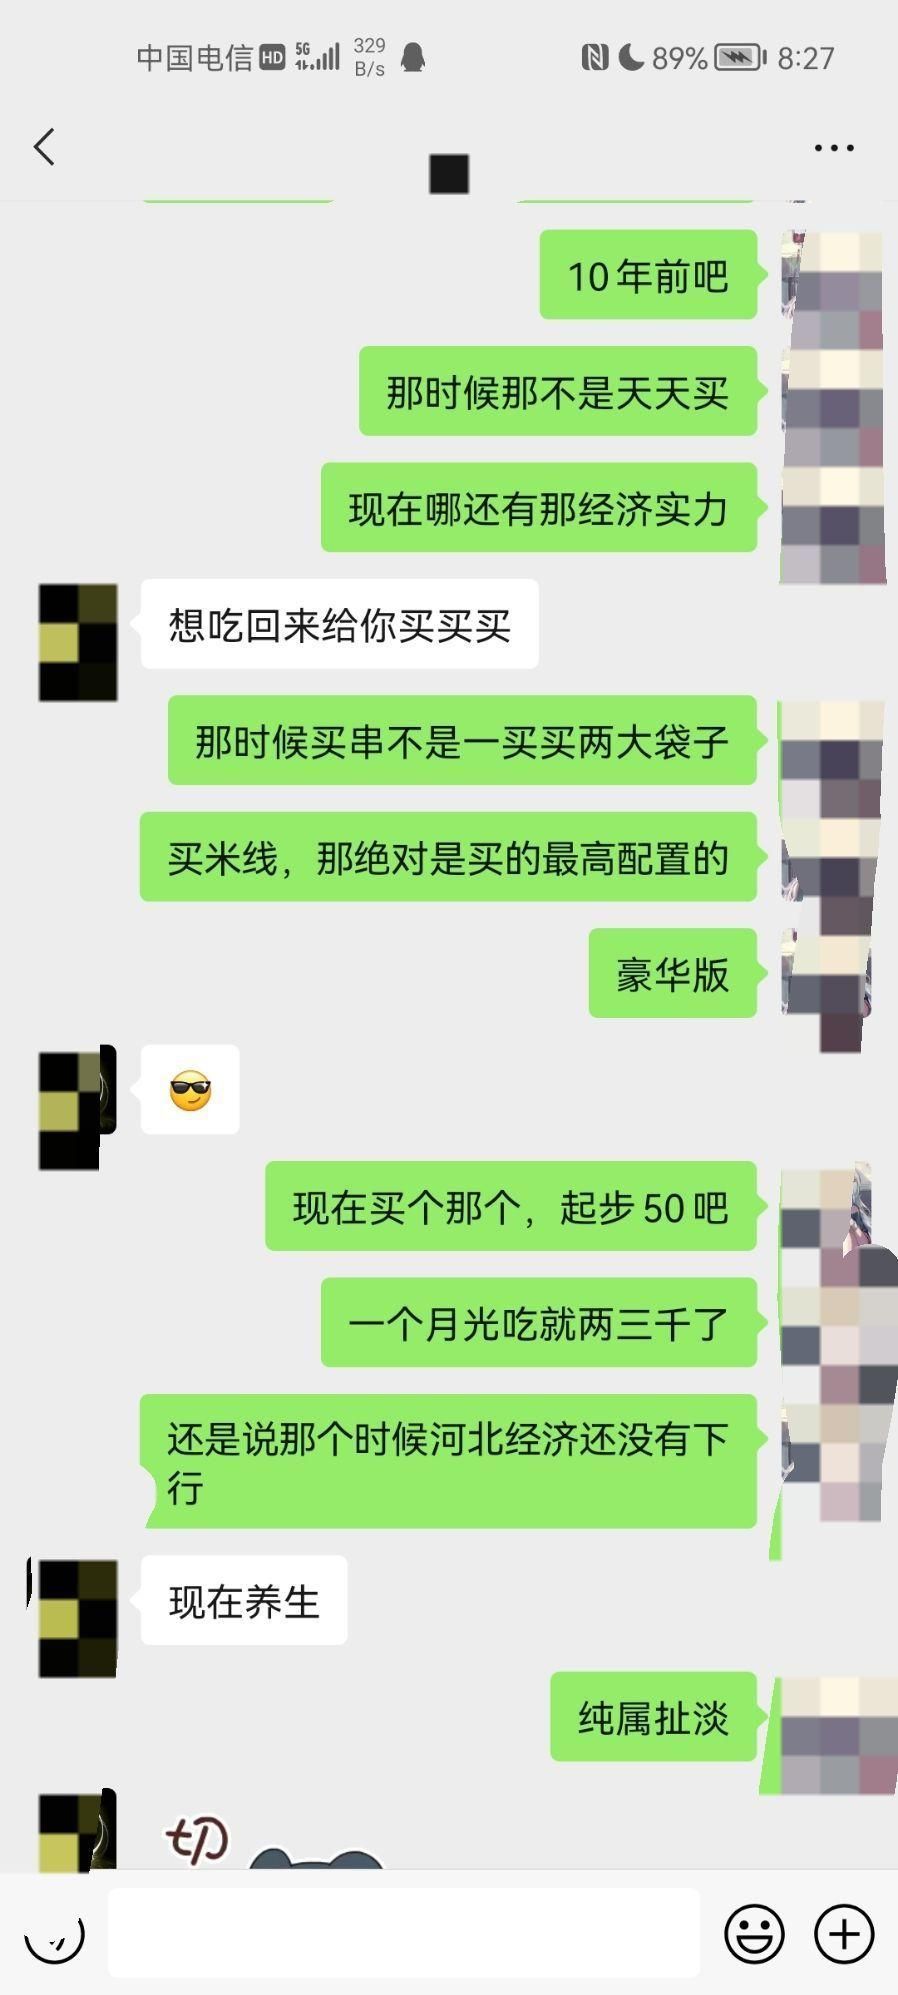 中国电信 HD 5G 329 B/s 89% 8:27
10年前吧
那时候那不是天天买
现在哪还有那经济实力
想吃回来给你买买买
那时候买串不是一买买两大袋子
买米线，那绝对是买的最高配置的
豪华版
现在买个那个，起步50吧
一个月光吃就两三千了
还是说那个时候河北经济还没有下
行
现在养生
纯属扯淡
切